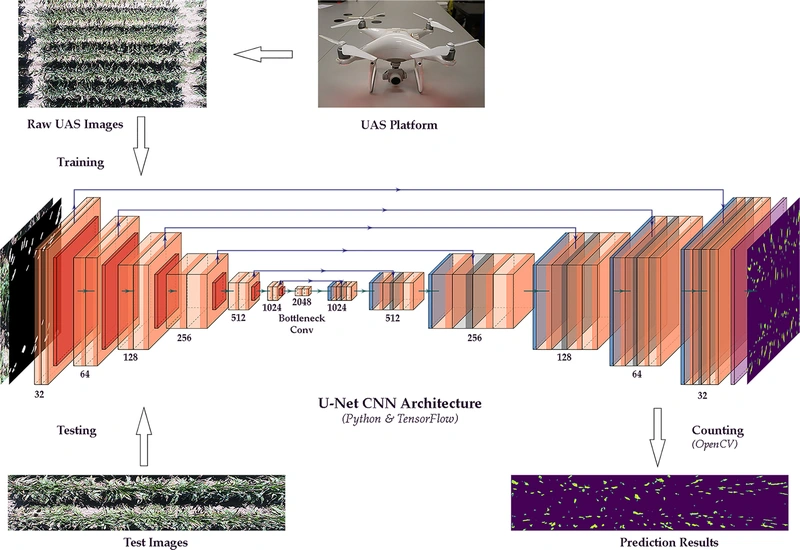 Raw UAS Images
UAS Platform
Training
32
64
128
256
512
1024
2048
Bottleneck
Conv
1024
512
256
128
64
32
U-Net CNN Architecture
(Python & TensorFlow)
Testing
Counting
(OpenCV)
Test Images
Prediction Results